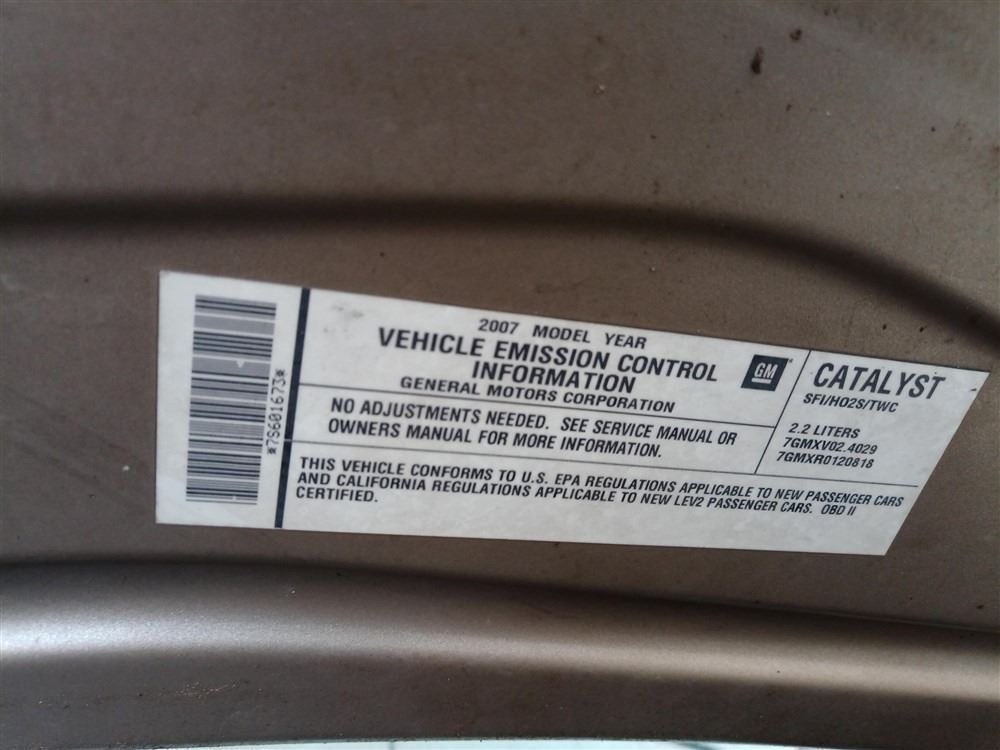 *7S601673*
2007 MODEL YEAR
VEHICLE EMISSION CONTROL
INFORMATION
GENERAL MOTORS CORPORATION
GM
NO ADJUSTMENTS NEEDED. SEE SERVICE MANUAL OR
OWNERS MANUAL FOR MORE INFORMATION.
CATALYST
SFI/HO2S/TWC
2.2 LITERS
7GMXV02.4029
7GMXR0120818
THIS VEHICLE CONFORMS TO U.S. EPA REGULATIONS APPLICABLE TO NEW PASSENGER CARS
AND CALIFORNIA REGULATIONS APPLICABLE TO NEW LEV2 PASSENGER CARS. OBD II
CERTIFIED.